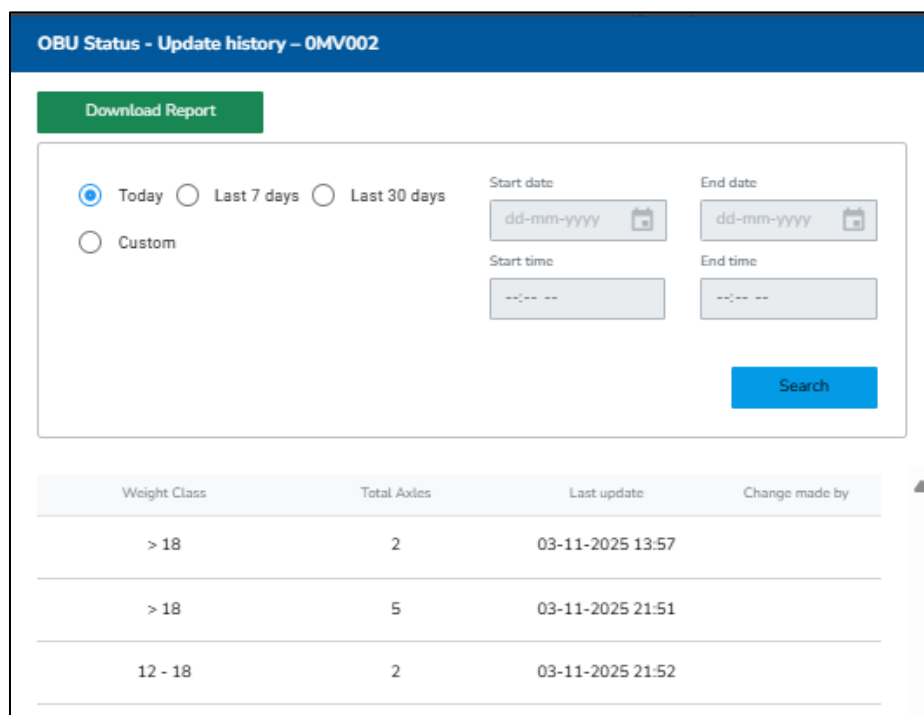 OBU Status - Update history – 0MV002
Download Report
Today Last 7 days Last 30 days
Custom
Start date End date
dd-mm-yyyy dd-mm-yyyy
Start time End time
--:-- -- --:-- --
Search
Weight Class Total Axles Last update Change made by
> 18 2 03-11-2025 13:57
> 18 5 03-11-2025 21:51
12 - 18 2 03-11-2025 21:52